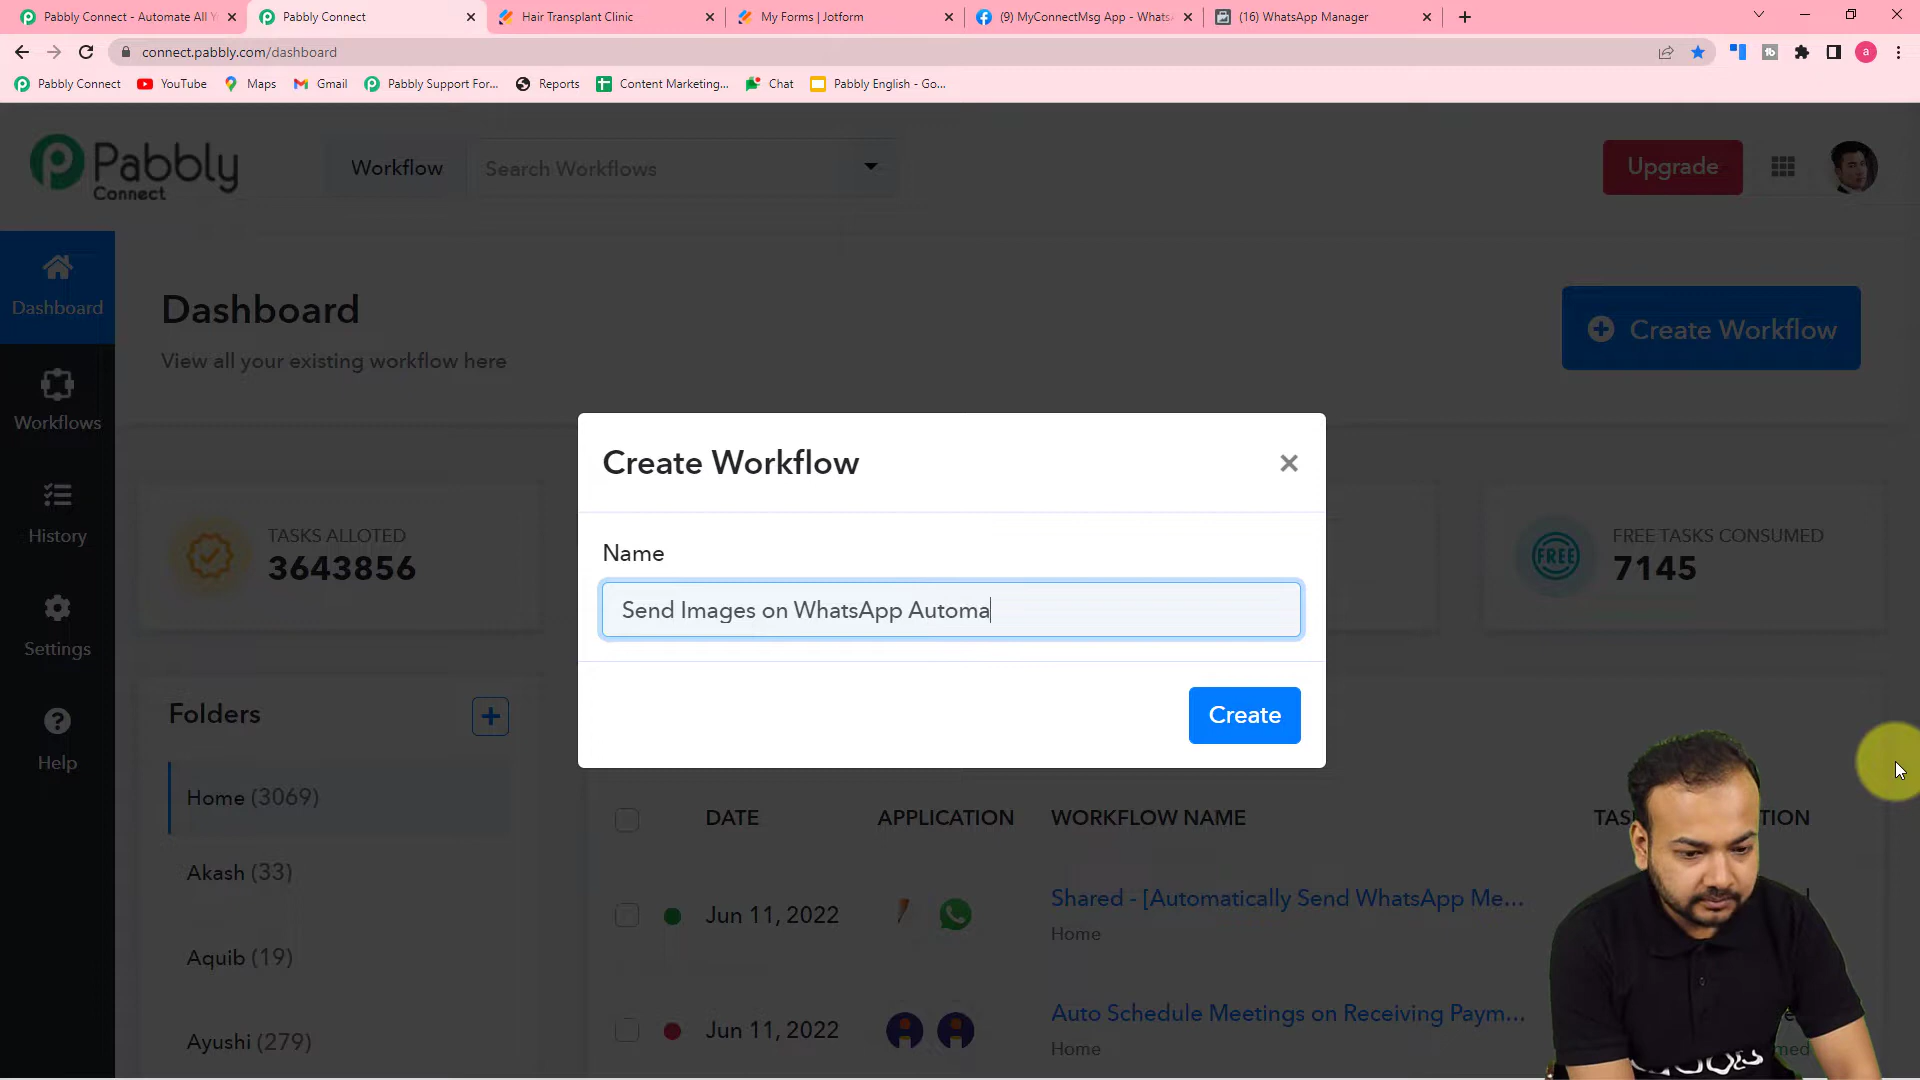 Pabbly Connect - Automate All Y
Pabbly Connect
Hair Transplant Clinic
My Forms | Jotform
(9) MyConnectMsg App - Whats
(16) WhatsApp Manager
connect.pabbly.com/dashboard
a
Pabbly Connect
YouTube
Maps
Gmail
Pabbly Support For...
Reports
Content Marketing...
Chat
Pabbly English - Go...
Pabbly
Connect
Workflow
Search Workflows
Upgrade
Dashboard
Workflows
History
Settings
Help
Dashboard
View all your existing workflow here
Create Workflow
TASKS ALLOTED
3643856
FREE
FREE TASKS CONSUMED
7145
Create Workflow
Name
Send Images on WhatsApp Automa
Create
Folders
Home (3069)
Akash (33)
Aquib (19)
Ayushi (279)
DATE
APPLICATION
WORKFLOW NAME
Jun 11, 2022
Shared - [Automatically Send WhatsApp Me...
Home
Jun 11, 2022
Auto Schedule Meetings on Receiving Paym...
Home